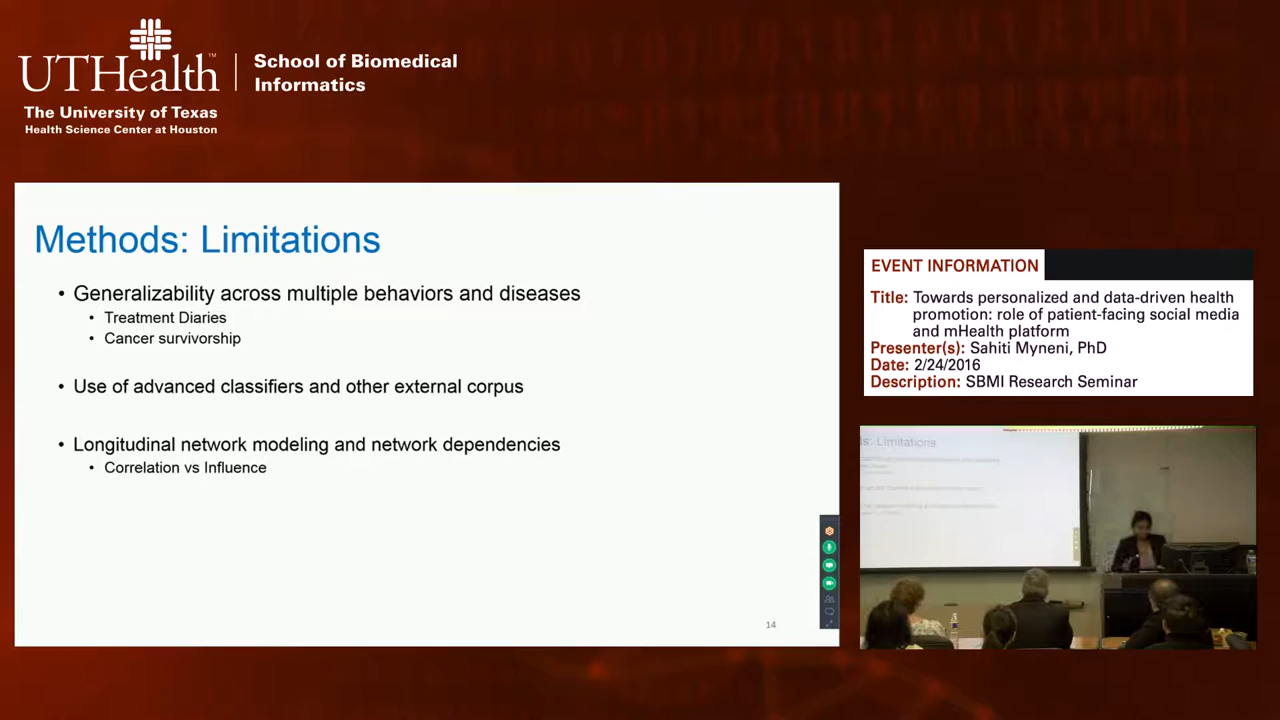 UTHealth™
The University of Texas
Health Science Center at Houston
School of Biomedical
Informatics
Methods: Limitations
• Generalizability across multiple behaviors and diseases
• Treatment Diaries
• Cancer survivorship
• Use of advanced classifiers and other external corpus
• Longitudinal network modeling and network dependencies
• Correlation vs Influence
14
EVENT INFORMATION
Title: Towards personalized and data-driven health
promotion: role of patient-facing social media
and mHealth platform
Presenter(s): Sahiti Myneni, PhD
Date: 2/24/2016
Description: SBMI Research Seminar
s: Limitations